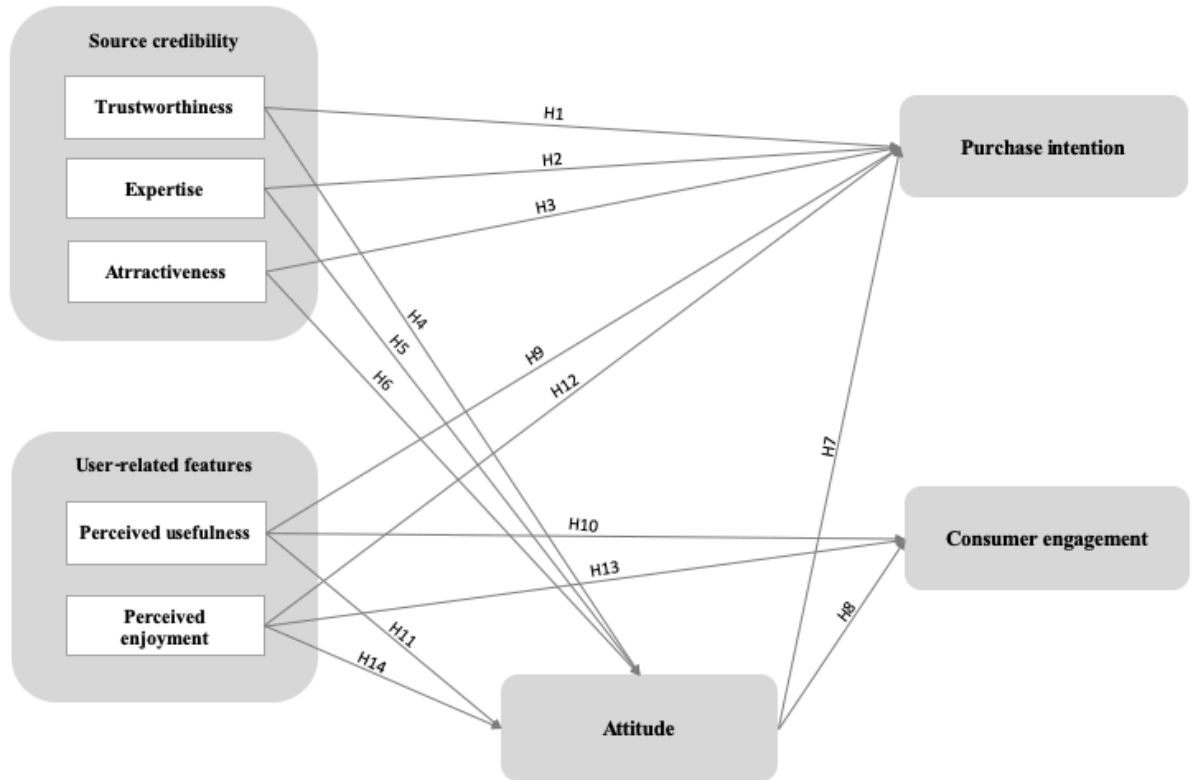 Source credibility
Trustworthiness
H1
Purchase intention
Expertise
H2
H3
Atrractiveness
H4
H5
H6
H9
H12
H7
User-related features
Perceived usefulness
H10
Consumer engagement
H13
Perceived
enjoyment
H11
H8
H14
Attitude